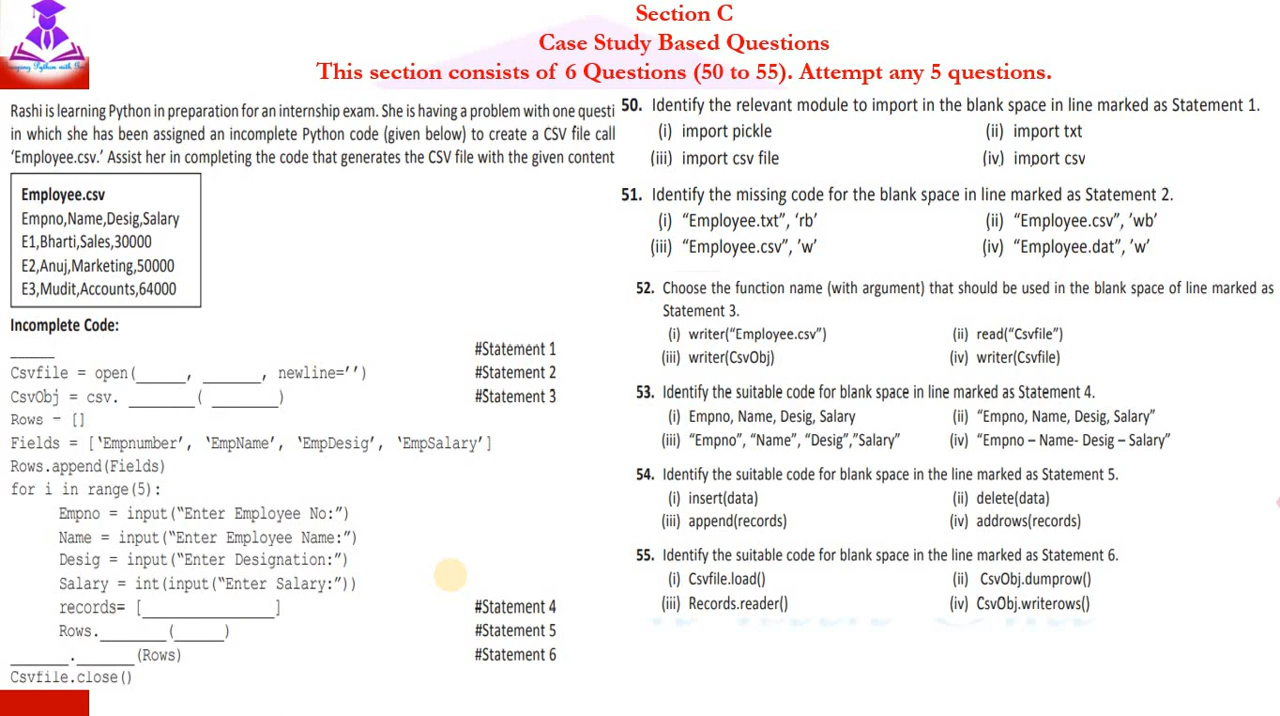 Section C
Case Study Based Questions
This section consists of 6 Questions (50 to 55). Attempt any 5 questions.
Rashi is learning Python in preparation for an internship exam. She is having a problem with one questi
in which she has been assigned an incomplete Python code (given below) to create a CSV file call
‘Employee.csv.’ Assist her in completing the code that generates the CSV file with the given content
Employee.csv
Empno,Name,Desig,Salary
E1,Bharti,Sales,30000
E2,Anuj,Marketing,50000
E3,Mudit,Accounts,64000
Incomplete Code:
_____ #Statement 1
Csvfile = open(_____, ______, newline='') #Statement 2
CsvObj = csv. _______( _______) #Statement 3
Rows = []
Fields = [‘Empnumber’, ‘EmpName’, ‘EmpDesig’, ‘EmpSalary’]
Rows.append(Fields)
for i in range(5):
Empno = input(“Enter Employee No:”)
Name = input(“Enter Employee Name:”)
Desig = input(“Enter Designation:”)
Salary = int(input(“Enter Salary:”))
records= [______________] #Statement 4
Rows._______(_____) #Statement 5
______.______(Rows) #Statement 6
Csvfile.close()
50. Identify the relevant module to import in the blank space in line marked as Statement 1.
(i) import pickle (ii) import txt
(iii) import csv file (iv) import csv
51. Identify the missing code for the blank space in line marked as Statement 2.
(i) “Employee.txt”, ‘rb’ (ii) “Employee.csv”, ’wb’
(iii) “Employee.csv”, ’w’ (iv) “Employee.dat”, ’w’
52. Choose the function name (with argument) that should be used in the blank space of line marked as
Statement 3.
(i) writer(“Employee.csv”) (ii) read(“Csvfile”)
(iii) writer(CsvObj) (iv) writer(Csvfile)
53. Identify the suitable code for blank space in line marked as Statement 4.
(i) Empno, Name, Desig, Salary (ii) “Empno, Name, Desig, Salary”
(iii) “Empno”, “Name”, “Desig”,”Salary” (iv) “Empno – Name- Desig – Salary”
54. Identify the suitable code for blank space in the line marked as Statement 5.
(i) insert(data) (ii) delete(data)
(iii) append(records) (iv) addrows(records)
55. Identify the suitable code for blank space in the line marked as Statement 6.
(i) Csvfile.load() (ii) CsvObj.dumprow()
(iii) Records.reader() (iv) CsvObj.writerows()